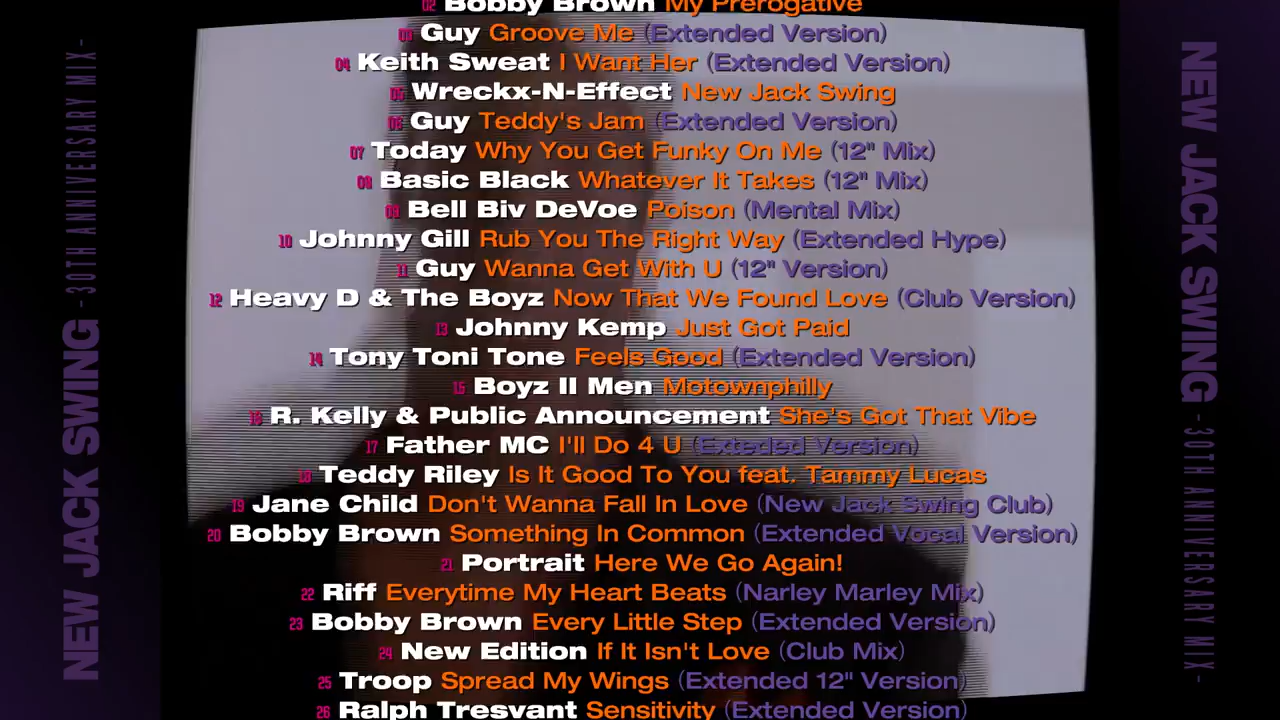 02 Bobby Brown My Prerogative
03 Guy Groove Me (Extended Version)
04 Keith Sweat I Want Her (Extended Version)
05 Wreckx-N-Effect New Jack Swing
06 Guy Teddy's Jam (Extended Version)
07 Today Why You Get Funky On Me (12" Mix)
08 Basic Black Whatever It Takes (12" Mix)
09 Bell Biv DeVoe Poison (Mental Mix)
10 Johnny Gill Rub You The Right Way (Extended Hype)
11 Guy Wanna Get With U (12" Version)
12 Heavy D & The Boyz Now That We Found Love (Club Version)
13 Johnny Kemp Just Got Paid
14 Tony Toni Tone Feels Good (Extended Version)
15 Boyz II Men Motownphilly
16 R. Kelly & Public Announcement She's Got That Vibe
17 Father MC I'll Do 4 U (Exteded Version)
18 Teddy Riley Is It Good To You feat. Tammy Lucas
19 Jane Child Don't Wanna Fall In Love (New Jack Swing Club)
20 Bobby Brown Something In Common (Extended Vocal Version)
21 Portrait Here We Go Again!
22 Riff Everytime My Heart Beats (Narley Marley Mix)
23 Bobby Brown Every Little Step (Extended Version)
24 New Edition If It Isn't Love (Club Mix)
25 Troop Spread My Wings (Extended 12" Version)
26 Ralph Tresvant Sensitivity (Extended Version)
NEW JACK SWING -30TH ANNIVERSARY MIX-
NEW JACK SWING -30TH ANNIVERSARY MIX-